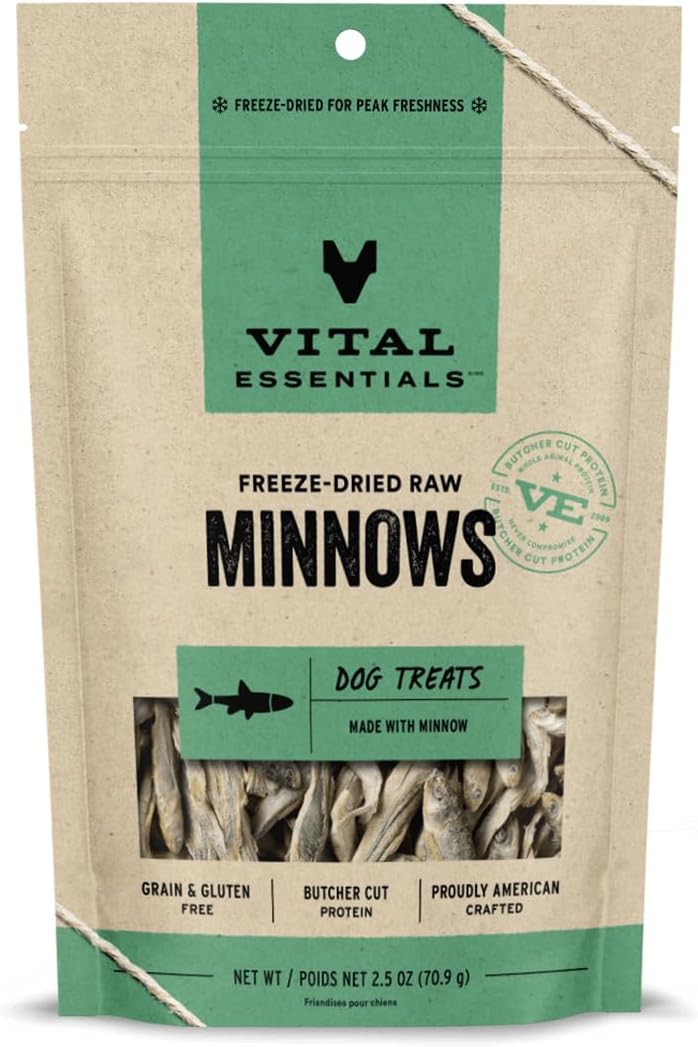 FREEZE-DRIED FOR PEAK FRESHNESS
VITAL
ESSENTIALS
FREEZE-DRIED RAW
MINNOWS
BUTCHER CUT PROTEIN
WHOLE ANIMAL PROTEIN
ESTD. VE 2009
NEVER COMPROMISE
BUTCHER CUT PROTEIN
DOG TREATS
MADE WITH MINNOW
GRAIN & GLUTEN
FREE
BUTCHER CUT
PROTEIN
PROUDLY AMERICAN
CRAFTED
NET WT / POIDS NET 2.5 OZ (70.9 g)
Friandises pour chiens